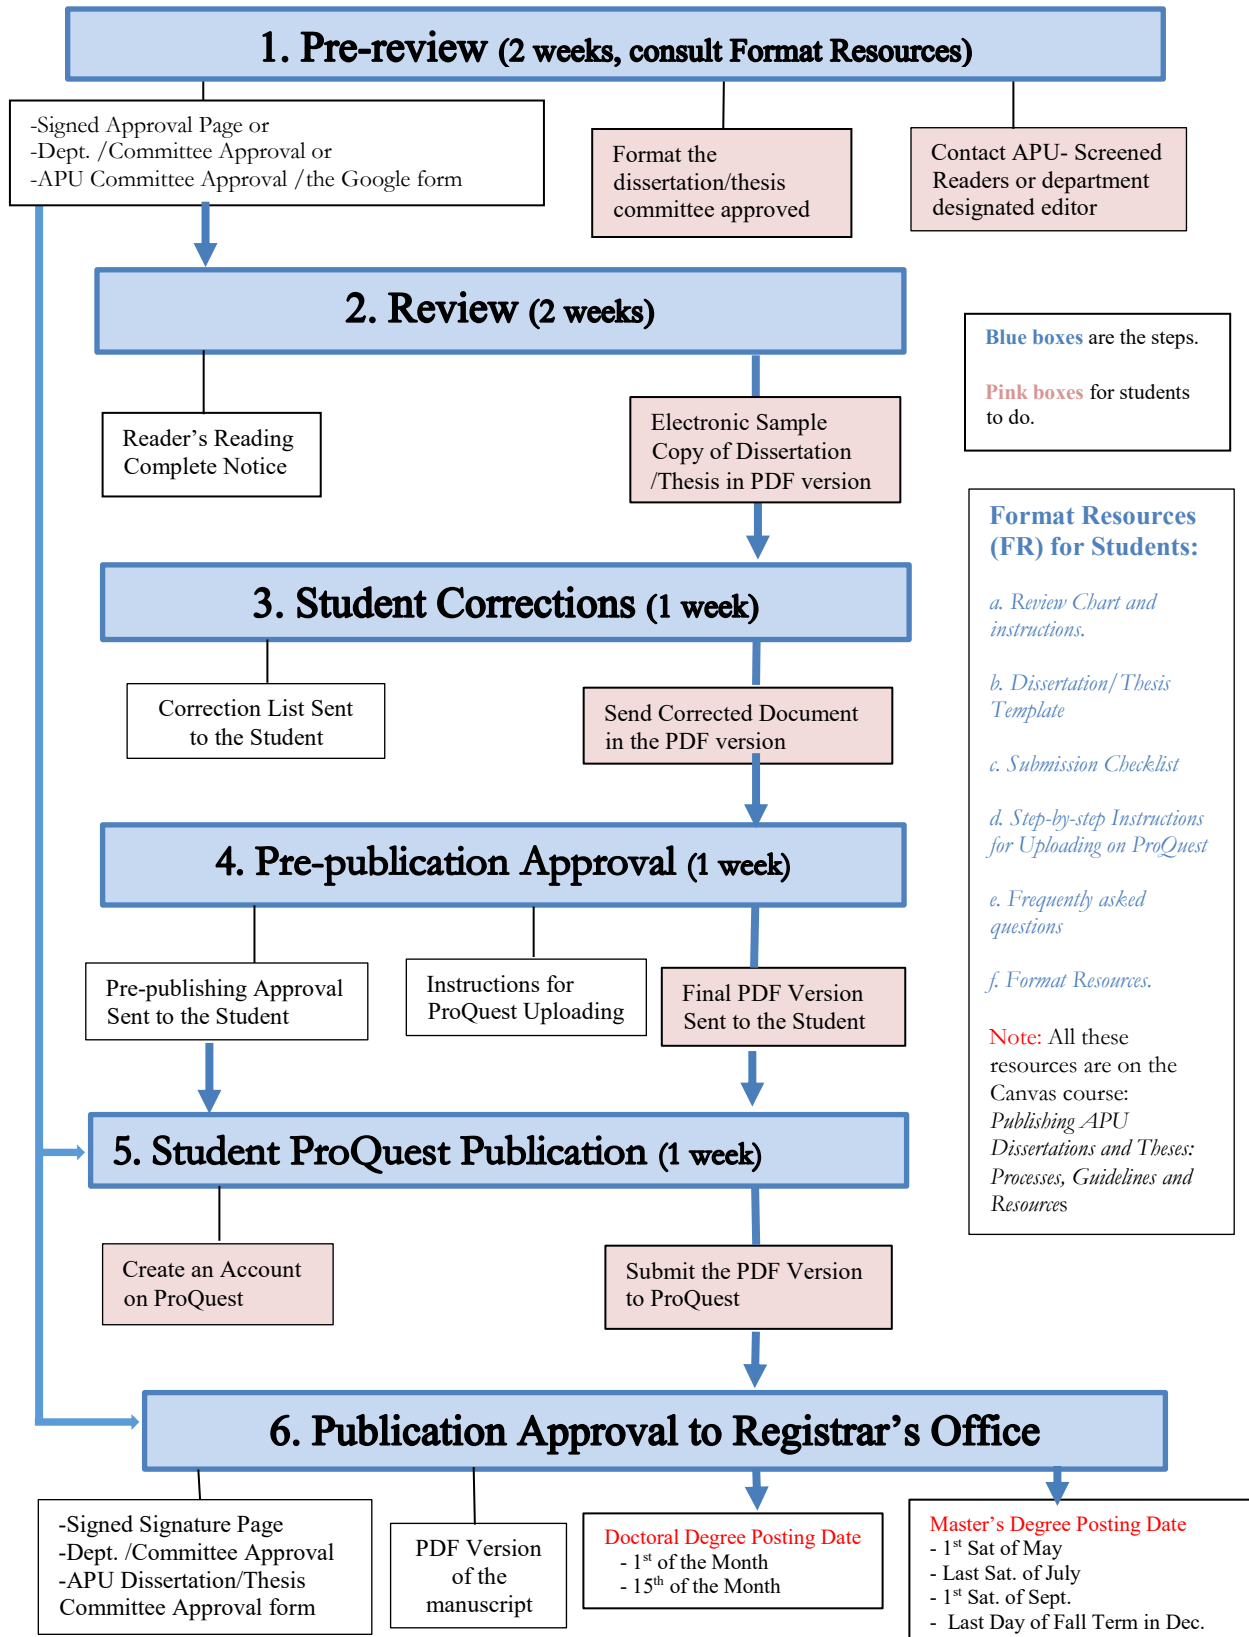 1. Pre-review (2 weeks, consult Format Resources)
-Signed Approval Page or
-Dept. /Committee Approval or
-APU Committee Approval /the Google form
Format the
dissertation/thesis
committee approved
Contact APU- Screened
Readers or department
designated editor
2. Review (2 weeks)
Reader’s Reading
Complete Notice
Electronic Sample
Copy of Dissertation
/Thesis in PDF version
Blue boxes are the steps.
Pink boxes for students
to do.
3. Student Corrections (1 week)
Correction List Sent
to the Student
Send Corrected Document
in the PDF version
4. Pre-publication Approval (1 week)
Pre-publishing Approval
Sent to the Student
Instructions for
ProQuest Uploading
Final PDF Version
Sent to the Student
Format Resources
(FR) for Students:
a. Review Chart and
instructions.
b. Dissertation/Thesis
Template
c. Submission Checklist
d. Step-by-step Instructions
for Uploading on ProQuest
e. Frequently asked
questions
f. Format Resources.
Note: All these
resources are on the
Canvas course:
Publishing APU
Dissertations and Theses:
Processes, Guidelines and
Resources
5. Student ProQuest Publication (1 week)
Create an Account
on ProQuest
Submit the PDF Version
to ProQuest
6. Publication Approval to Registrar’s Office
-Signed Signature Page
-Dept. /Committee Approval
-APU Dissertation/Thesis
Committee Approval form
PDF Version
of the
manuscript
Doctoral Degree Posting Date
- 1st of the Month
- 15th of the Month
Master’s Degree Posting Date
- 1st Sat of May
- Last Sat. of July
- 1st Sat. of Sept.
- Last Day of Fall Term in Dec.